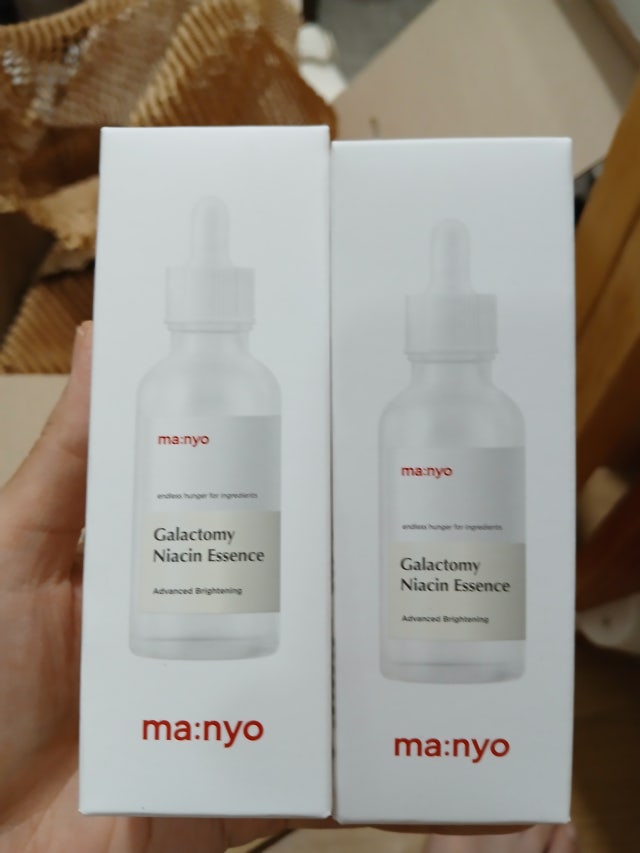 ma:nyo
endless hunger for ingredients
Galactomy
Niacin Essence
Advanced Brightening
ma:nyo
ma:nyo
endless hunger for ingredients
Galactomy
Niacin Essence
Advanced Brightening
ma:nyo